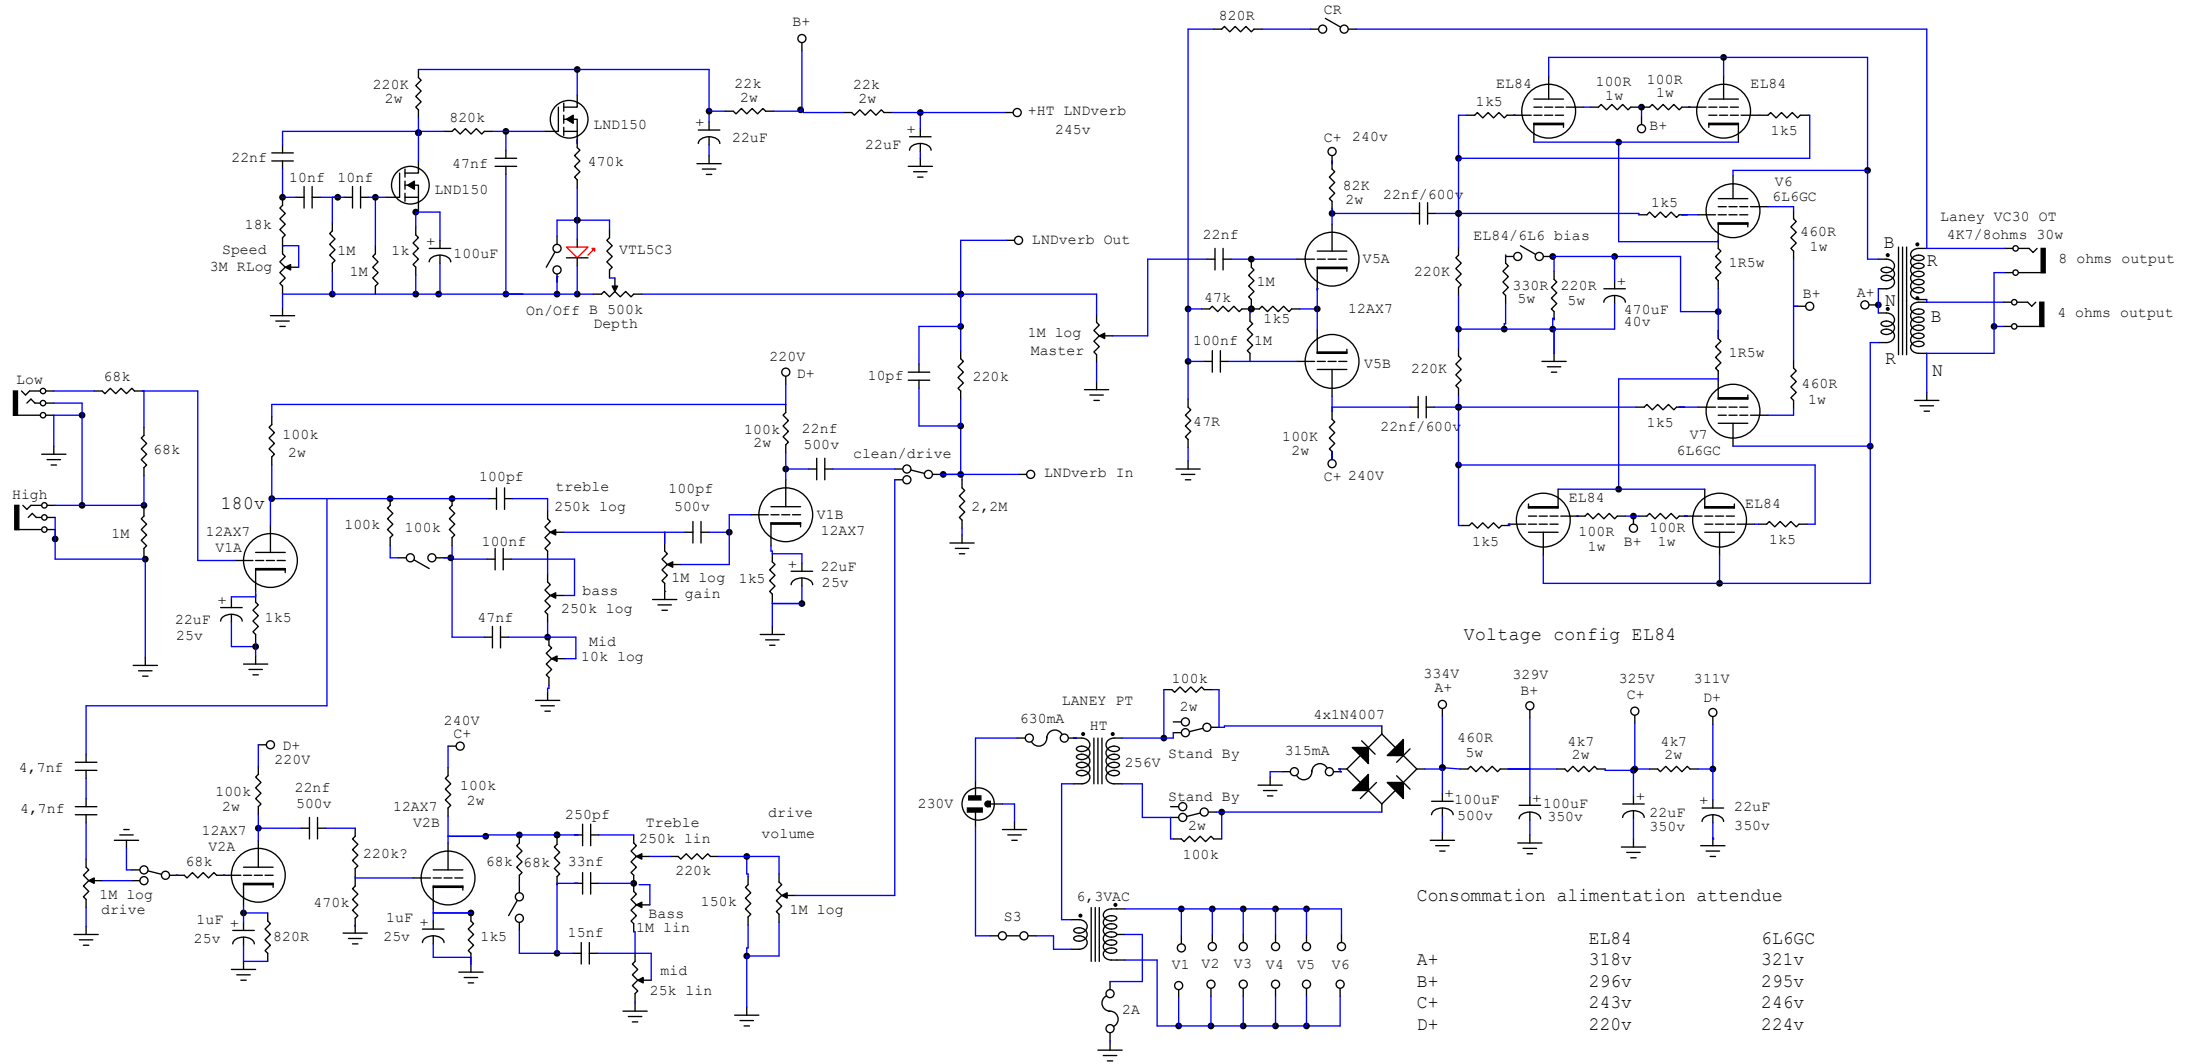 B+
220K
2w
820k
LND150
22k
2w
22k
2w
22uF
22uF
+HT LNDverb
245v
22nf
10nf
10nf
47nf
470k
LND150
18k
Speed
3M RLog
1M
1M
1k
100uF
VTL5C3
On/Off
B 500k
Depth
LNDverb Out
820R
CR
C+ 240v
82K
2w
22nf/600v
22nf
V5A
1M
47k
1k5
12AX7
1M
100nf
V5B
47R
100K
2w
C+ 240V
22nf/600v
1M log
Master
10pf
220k
LNDverb In
2,2M
EL84
100R
1w
100R
1w
EL84
1k5
B+
1k5
V6
6L6GC
1k5
460R
1w
EL84/6L6 bias
1R5w
220K
330R
5w
220R
5w
470uF
40v
B+
220K
1R5w
460R
1w
1k5
V7
6L6GC
EL84
EL84
100R
1w
B+
100R
1w
1k5
1k5
Laney VC30 OT
4K7/8ohms 30w
B
R
A+
N
B
R
N
8 ohms output
4 ohms output
Low
68k
68k
High
1M
100k
2w
180v
12AX7
V1A
22uF
25v
1k5
100k
100k
100pf
treble
250k log
100nf
bass
250k log
47nf
Mid
10k log
100pf
500v
1M log
gain
220V
D+
100k
2w
22nf
500v
V1B
12AX7
1k5
22uF
25v
clean/drive
4,7nf
4,7nf
1M log
drive
68k
D+
220V
100k
2w
22nf
500v
12AX7
V2A
1uF
25v
820R
220k?
470k
240V
C+
100k
2w
12AX7
V2B
1uF
25v
1k5
68k
68k
250pf
Treble
250k lin
33nf
Bass
1M lin
15nf
mid
25k lin
220k
150k
drive
volume
1M log
Voltage config EL84
230V
630mA
LANEY PT
HT
256V
100k
2w
Stand By
Stand By
2w
100k
315mA
4x1N4007
334V
A+
460R
5w
329V
B+
4k7
2w
325V
C+
4k7
2w
311V
D+
100uF
500v
100uF
350v
22uF
350v
22uF
350v
S3
6,3VAC
2A
V1
V2
V3
V4
V5
V6
Consommation alimentation attendue
EL84
6L6GC
A+
318v
321v
B+
296v
295v
C+
243v
246v
D+
220v
224v